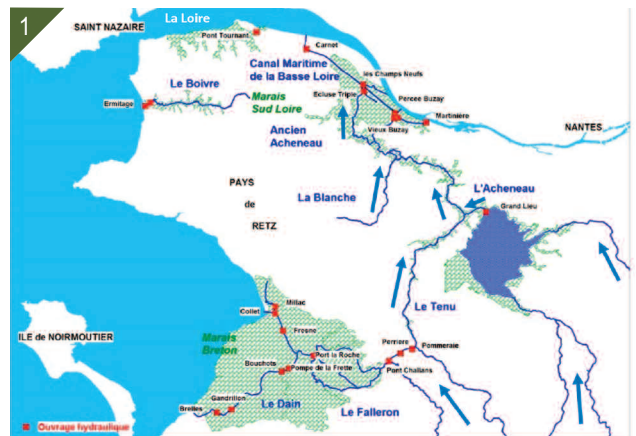 1
La Loire
SAINT NAZAIRE
Pont Tournant
Carnet
Canal Maritime
de la Basse Loire
les Champs Neufs
Le Boivre
Marais
Sud Loire
Ecluse Triple
Percee Buzay
Ermitage
Martinière
Ancien
Acheneau
Vieux Buzay
NANTES
PAYS
de
RETZ
La Blanche
L'Acheneau
Grand Lieu
Millac
Collet
Le Tenu
Fresne
ILE de NOIRMOUTIER
Marais
Breton
Perriere
Pommeraie
Port la Roche
Bouchots
Pompe de la Frette
Pont Challans
Gandrillon
Brelles
Le Dain
Le Falleron
Ouvrage hydraulique